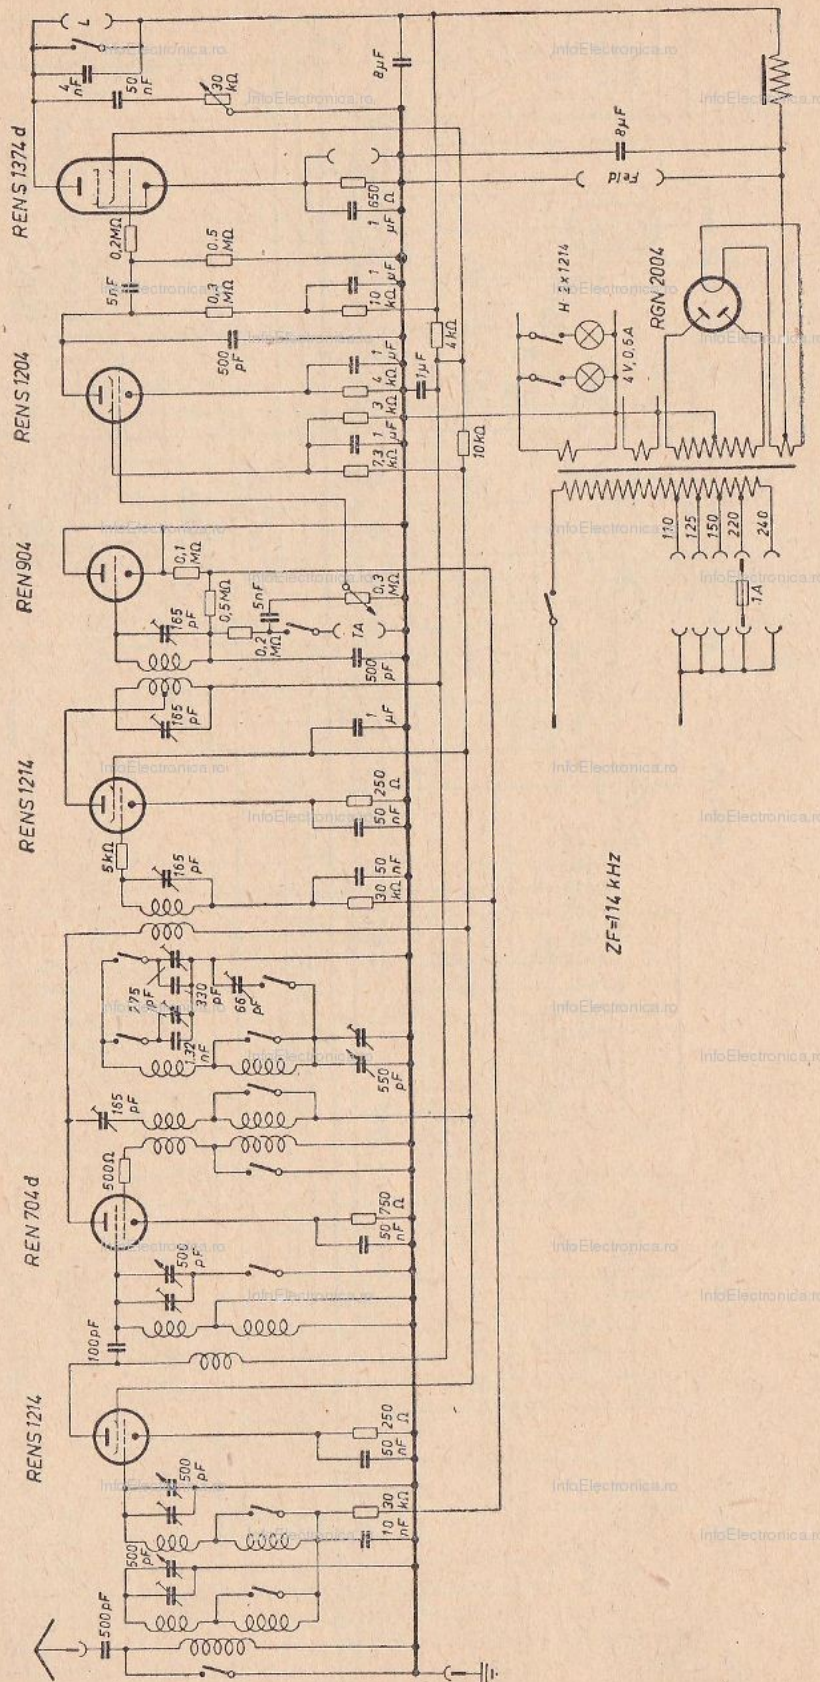 RENS 1214
REN 704 d
RENS 1214
REN 904
RENS 1204
RENS 1374 d
500 pF
500 pF
500 pF
10 nF
30 kΩ
50 nF
250 Ω
100 pF
500 pF
50 nF
750 Ω
500 Ω
165 pF
550 pF
1,32 nF
330 pF
66 pF
30 kΩ
50 nF
165 pF
5 kΩ
50 nF
250 Ω
1 µF
165 pF
165 pF
500 pF
0,2 MΩ
TA
0,5 MΩ
5 nF
0,3 MΩ
0,1 MΩ
7,3 kΩ
1 µF
3 kΩ
4 kΩ
1 µF
1 µF
10 kΩ
4 kΩ
500 pF
10 kΩ
1 µF
0,3 MΩ
5 nF
0,2 MΩ
0,5 MΩ
1 µF
650 Ω
30 kΩ
50 nF
4 nF
L
8 µF
8 µF
Feld
H 2x1214
4 V, 0,6 A
RGN 2004
110
125
150
220
240
1A
ZF=114 kHz
InfoElectronica.ro